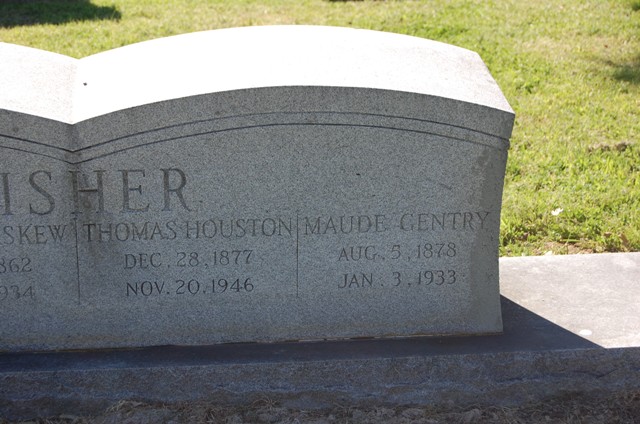 ISHER
SKEW THOMAS HOUSTON MAUDE GENTRY
862 DEC. 28, 1877 AUG. 5, 1878
934 NOV. 20, 1946 JAN. 3, 1933